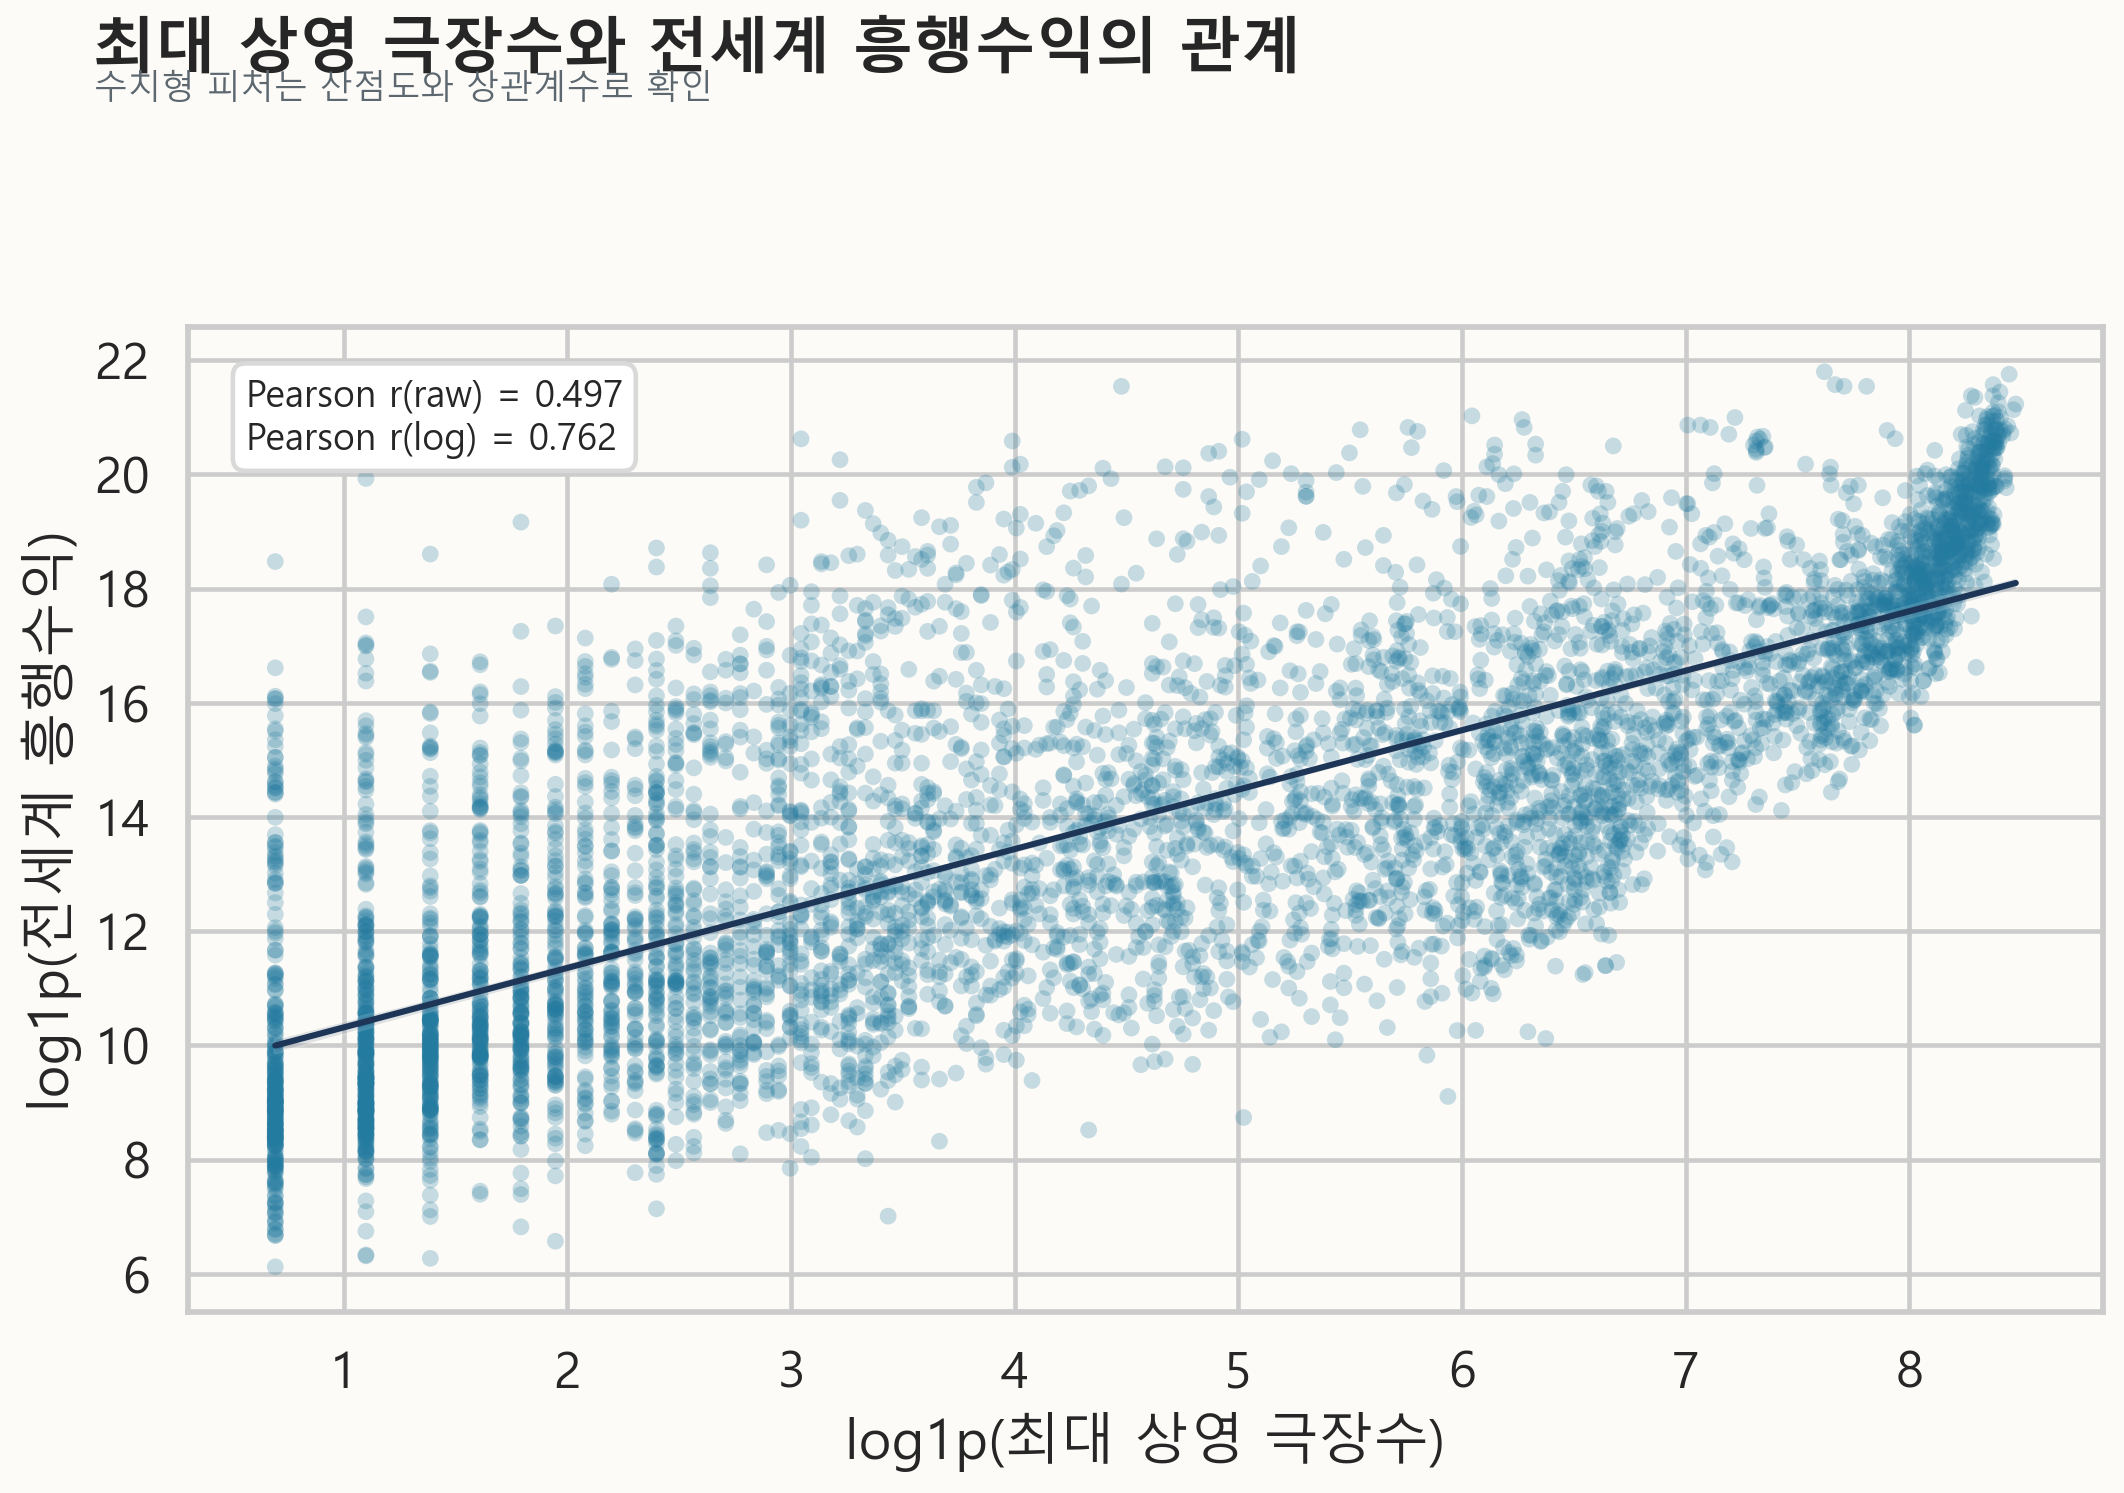 최대 상영 극장수와 전세계 흥행수익의 관계
수치형 피처는 산점도와 상관계수로 확인
Pearson r(raw) = 0.497
Pearson r(log) = 0.762
22
20
18
16
14
12
10
8
6
log1p(전세계 흥행수익)
1 2 3 4 5 6 7 8
log1p(최대 상영 극장수)